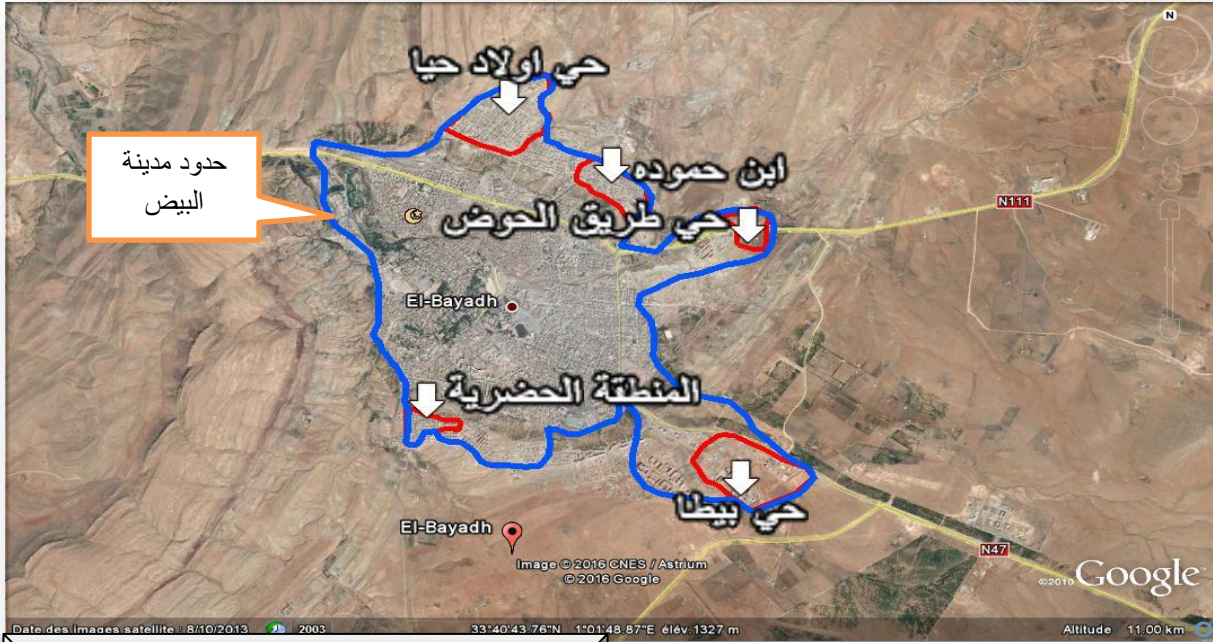 N
حي اولاد حيا
حدود مدينة
البيض
ابن حموده
N111
حي طريق الحوض
El-Bayadh
المنطقة الحضرية
حي بيطا
El-Bayadh
N47
Image © 2016 CNES / Astrium
© 2016 Google
©2010 Google
Date des images satellite : 8/10/2013 2003 33°40'43.76"N 1°01'48.87"E élév. 1327 m Altitude 11.00 km